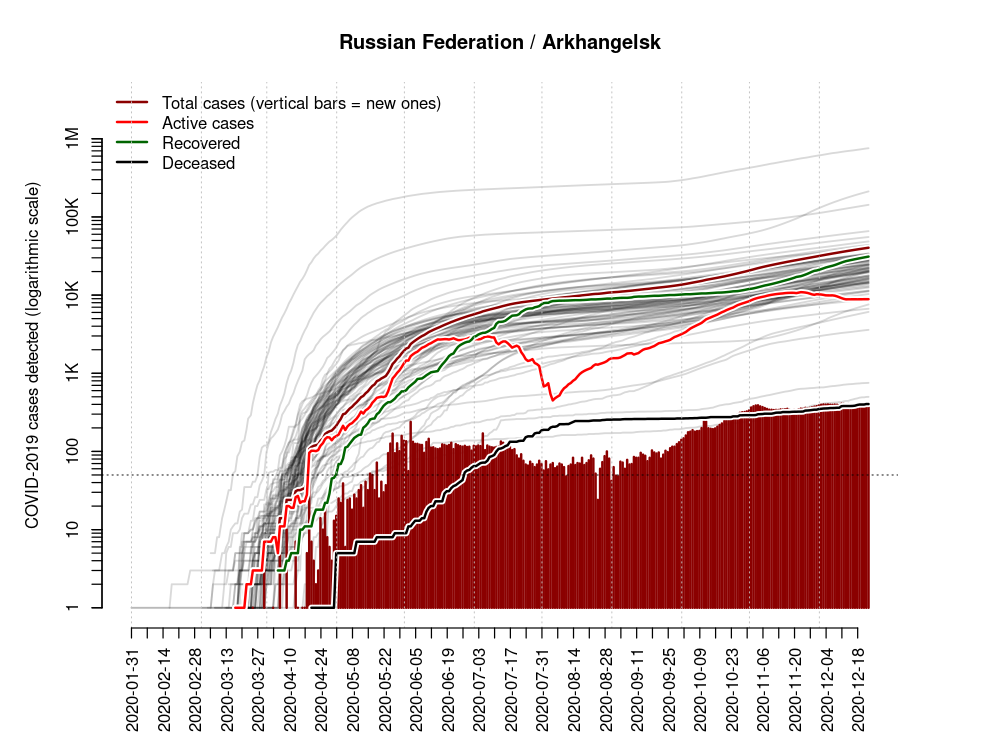 Russian Federation / Arkhangelsk
Total cases (vertical bars = new ones)
Active cases
Recovered
Deceased
COVID-2019 cases detected (logarithmic scale)
1M
100K
10K
1K
100
10
1
2020-01-31
2020-02-14
2020-02-28
2020-03-13
2020-03-27
2020-04-10
2020-04-24
2020-05-08
2020-05-22
2020-06-05
2020-06-19
2020-07-03
2020-07-17
2020-07-31
2020-08-14
2020-08-28
2020-09-11
2020-09-25
2020-10-09
2020-10-23
2020-11-06
2020-11-20
2020-12-04
2020-12-18